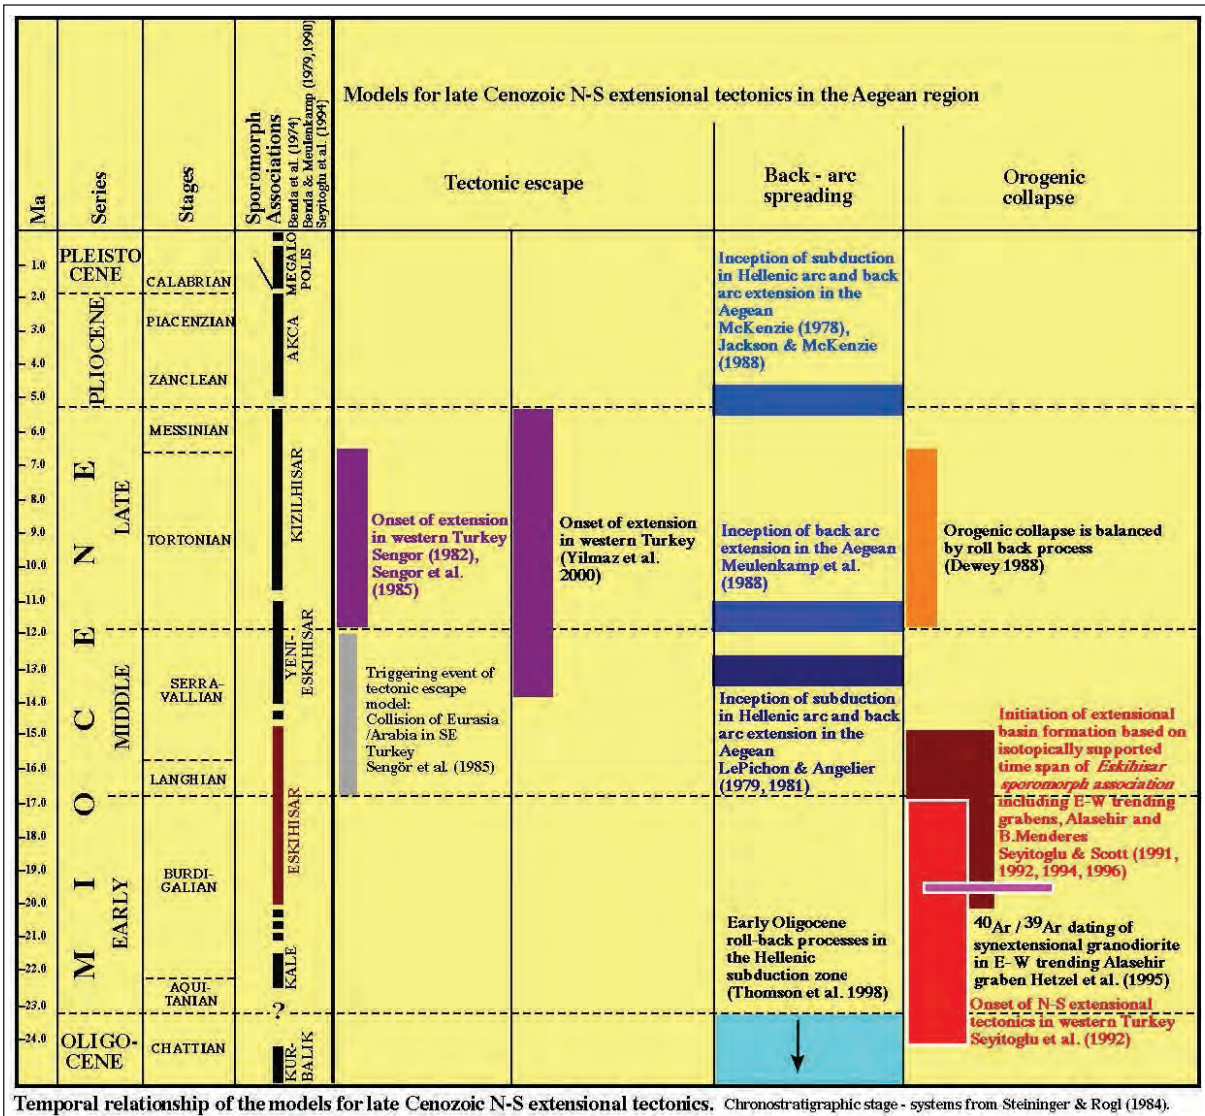 Models for late Cenozoic N-S extensional tectonics in the Aegean region
Ma
Series
Stages
Sporomorph
Associations
Benda et al. (1974)
Benda & Meulenkamp (1979,1990)
Seyitoglu et al. (1994)
Tectonic escape
Back - arc
spreading
Orogenic
collapse
1.0
2.0
3.0
4.0
5.0
6.0
7.0
8.0
9.0
10.0
11.0
12.0
13.0
14.0
15.0
16.0
17.0
18.0
19.0
20.0
21.0
22.0
23.0
24.0
PLEISTO
CENE
PLIOCENE
MIOCENE
LATE
MIDDLE
EARLY
OLIGO-
CENE
CALABRIAN
PIACENZIAN
ZANCLEAN
MESSINIAN
TORTONIAN
SERRA-
VALLIAN
LANGHIAN
BURDI-
GALIAN
AQUI-
TANIAN
CHATTIAN
MEGALO
POLIS
AKCA
KIZILHISAR
YENI-
ESKIHISAR
ESKIHISAR
KALE
?
KUR-
BALIK
Onset of extension
in western Turkey
Sengor (1982),
Sengor et al.
(1985)
Triggering event of
tectonic escape
model:
Collision of Eurasia
/Arabia in SE
Turkey
Sengör et al. (1985)
Onset of extension
in western Turkey
(Yilmaz et al.
2000)
Inception of subduction
in Hellenic arc and back
arc extension in the
Aegean
McKenzie (1978),
Jackson & McKenzie
(1988)
Inception of back arc
extension in the Aegean
Meulenkamp et al.
(1988)
Inception of subduction
in Hellenic arc and back
arc extension in the
Aegean
LePichon & Angelier
(1979, 1981)
Early Oligocene
roll-back processes in
the Hellenic
subduction zone
(Thomson et al. 1998)
Orogenic collapse is balanced
by roll back process
(Dewey 1988)
Initiation of extensional
basin formation based on
isotopically supported
time span of Eskihisar
sporomorph association
including E-W trending
grabens, Alasehir and
B.Menderes
Seyitoglu & Scott (1991,
1992, 1994, 1996)
40Ar / 39Ar dating of
synextensional granodiorite
in E-W trending Alasehir
graben Hetzel et al. (1995)
Onset of N-S extensional
tectonics in western Turkey
Seyitoglu et al. (1992)
Temporal relationship of the models for late Cenozoic N-S extensional tectonics. Chronostratigraphic stage - systems from Steininger & Rogl (1984).